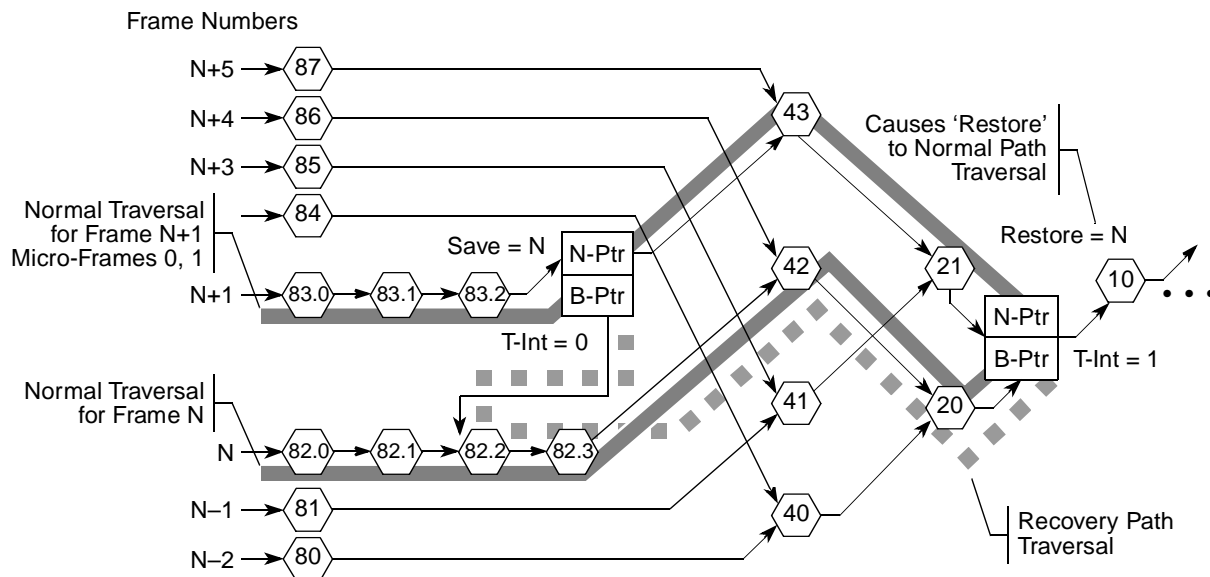 Frame Numbers
N+5
87
N+4
86
43
Causes ‘Restore’
to Normal Path
Traversal
N+3
85
Normal Traversal
for Frame N+1
Micro-Frames 0, 1
84
Save = N
N-Ptr
B-Ptr
42
21
Restore = N
10
N+1
83.0
83.1
83.2
N-Ptr
B-Ptr
T-Int = 0
T-Int = 1
Normal Traversal
for Frame N
41
20
N
82.0
82.1
82.2
82.3
N–1
81
40
N–2
80
Recovery Path
Traversal